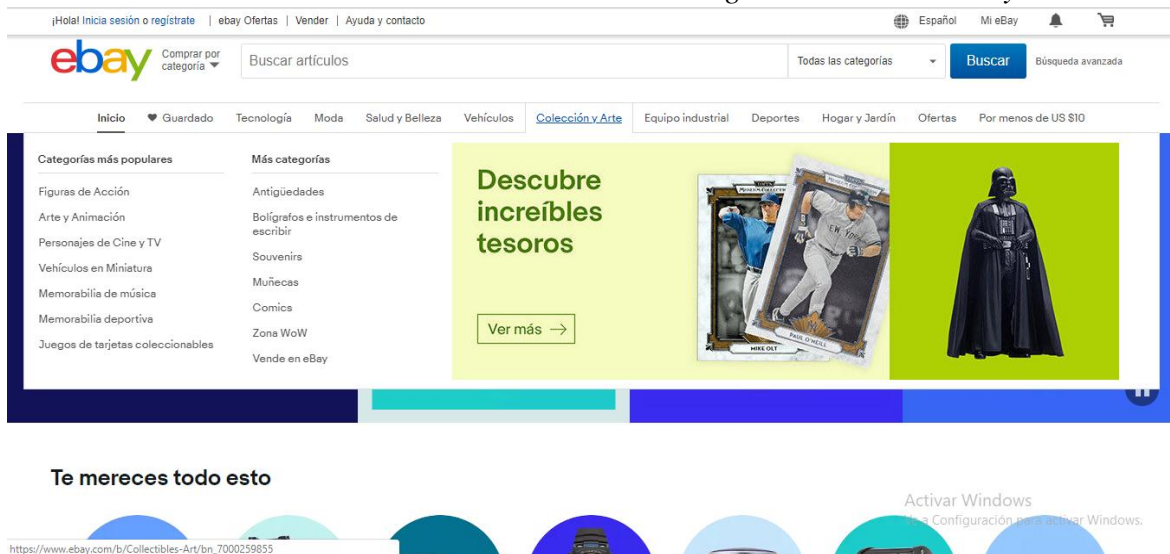 ¡Hola! Inicia sesión o regístrate | ebay Ofertas | Vender | Ayuda y contacto Español Mi eBay
ebay Comprar por categoría Buscar artículos Todas las categorías Buscar Búsqueda avanzada
Inicio Guardado Tecnología Moda Salud y Belleza Vehículos Colección y Arte Equipo industrial Deportes Hogar y Jardín Ofertas Por menos de US $10
Categorías más populares
Figuras de Acción
Arte y Animación
Personajes de Cine y TV
Vehículos en Miniatura
Memorabilia de música
Memorabilia deportiva
Juegos de tarjetas coleccionables
Más categorías
Antigüedades
Bolígrafos e instrumentos de
escribir
Souvenirs
Muñecas
Comics
Zona WoW
Vende en eBay
Descubre
increíbles
tesoros
Ver más →
MIKE OLT
PAUL O'NEILL
Te mereces todo esto
Activar Windows
a Configuración para activar Windows.
https://www.ebay.com/b/Collectibles-Art/bn_7000259855